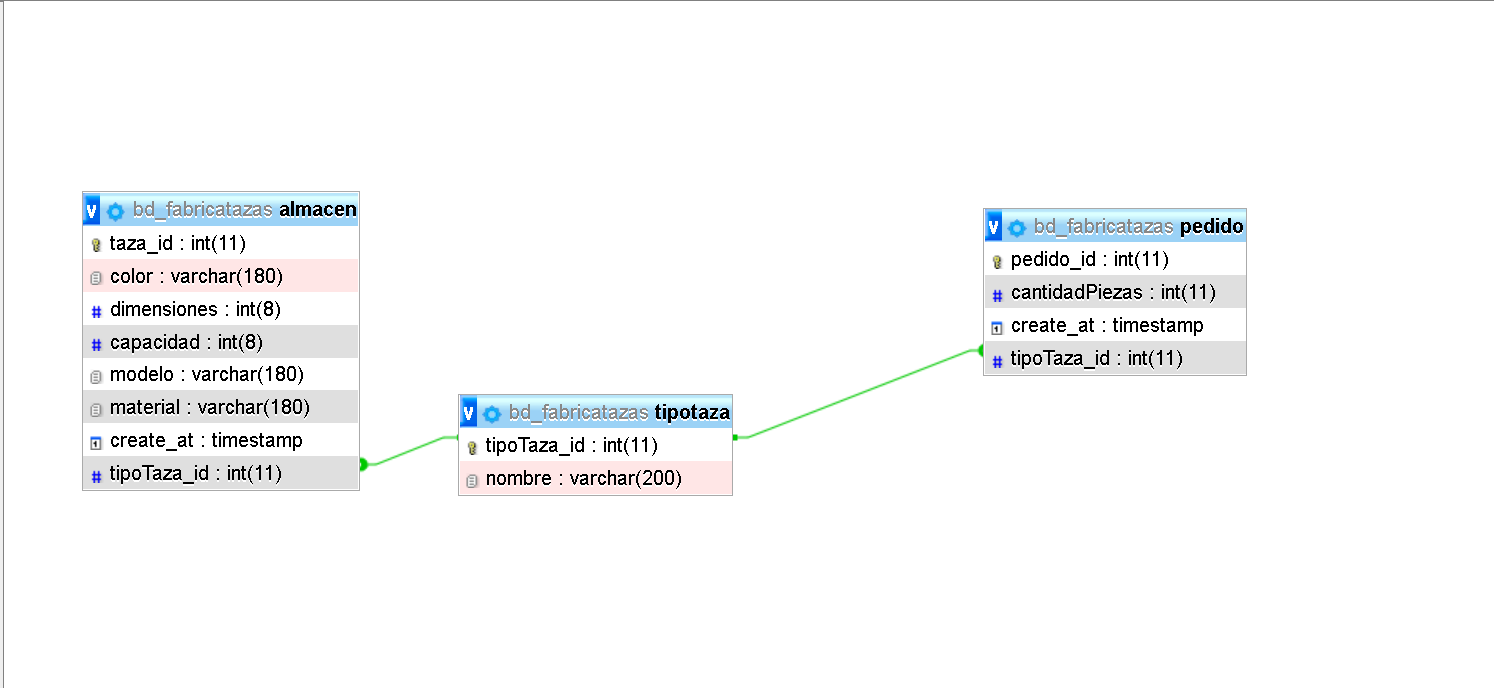 v bd_fabricatazas almacen
taza_id : int(11)
color : varchar(180)
# dimensiones : int(8)
# capacidad : int(8)
modelo : varchar(180)
material : varchar(180)
create_at : timestamp
# tipoTaza_id : int(11)
v bd_fabricatazas tipotaza
tipoTaza_id : int(11)
nombre : varchar(200)
v bd_fabricatazas pedido
pedido_id : int(11)
# cantidadPiezas : int(11)
create_at : timestamp
# tipoTaza_id : int(11)